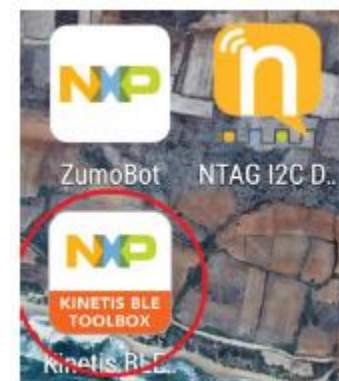 NXP
n
ZumoBot
NTAG I2C D..
NXP
KINETIS BLE
TOOLBOX
Kinetis BLE..